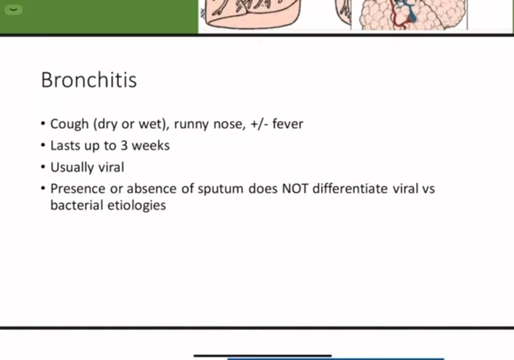 Bronchitis
• Cough (dry or wet), runny nose, +/- fever
• Lasts up to 3 weeks
• Usually viral
• Presence or absence of sputum does NOT differentiate viral vs
bacterial etiologies